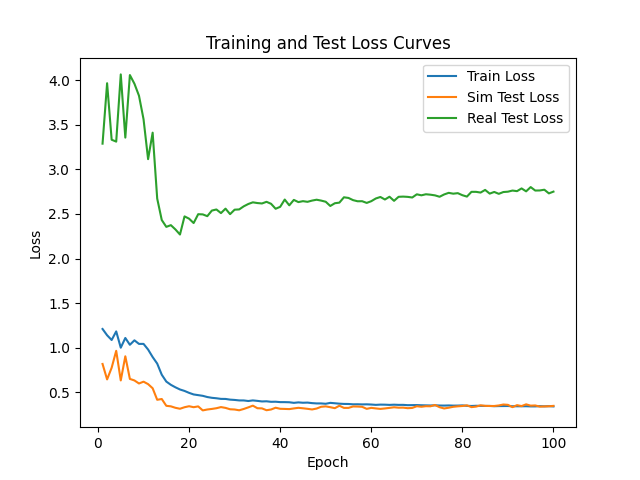 Training and Test Loss Curves
Train Loss
Sim Test Loss
Real Test Loss
Loss
4.0
3.5
3.0
2.5
2.0
1.5
1.0
0.5
0 20 40 60 80 100
Epoch